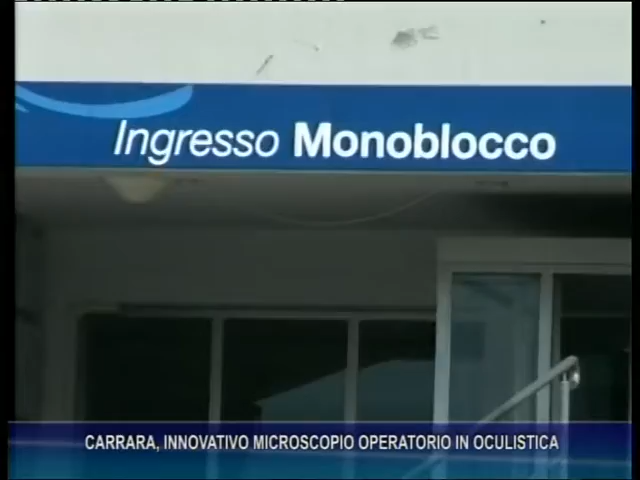 Ingresso Monoblocco
CARRARA, INNOVATIVO MICROSCOPIO OPERATORIO IN OCULISTICA